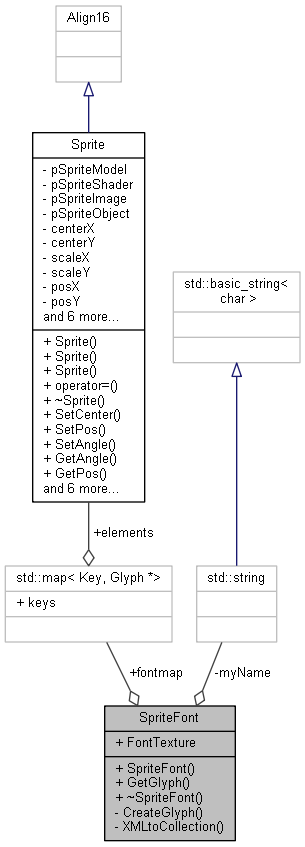 Align16
Sprite
- pSpriteModel
- pSpriteShader
- pSpriteImage
- pSpriteObject
- centerX
- centerY
- scaleX
- scaleY
- posX
- posY
and 6 more...
+ Sprite()
+ Sprite()
+ Sprite()
+ operator=()
+ ~Sprite()
+ SetCenter()
+ SetPos()
+ SetAngle()
+ GetAngle()
+ GetPos()
and 6 more...
std::basic_string<
char >
+elements
std::map< Key, Glyph *>
+ keys
std::string
+fontmap
-myName
SpriteFont
+ FontTexture
+ SpriteFont()
+ GetGlyph()
+ ~SpriteFont()
- CreateGlyph()
- XMLtoCollection()